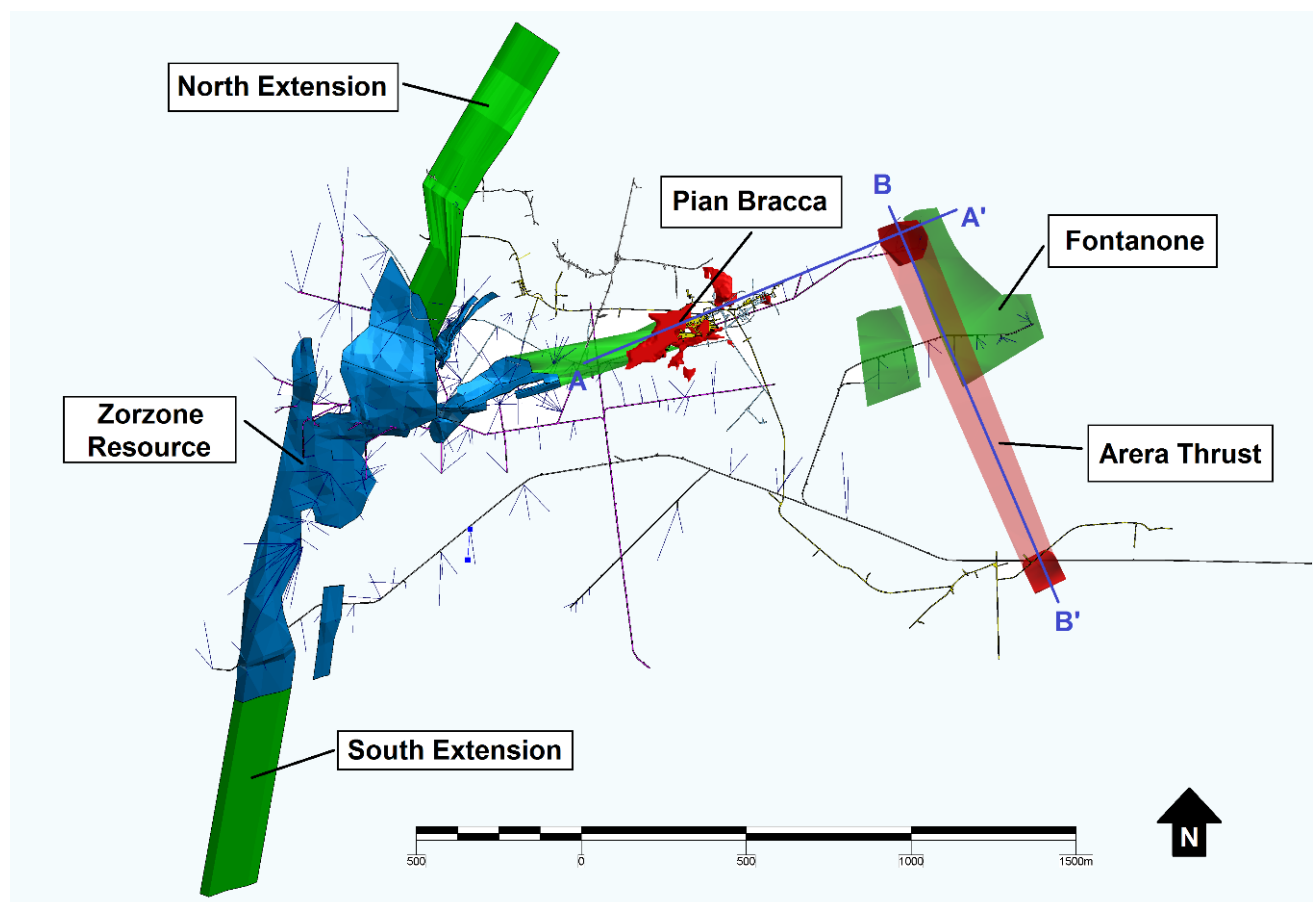 North Extension
Pian Bracca
B
A'
Fontanone
A
Zorzone
Resource
Arera Thrust
B'
South Extension
N
500
0
500
1000
1500m